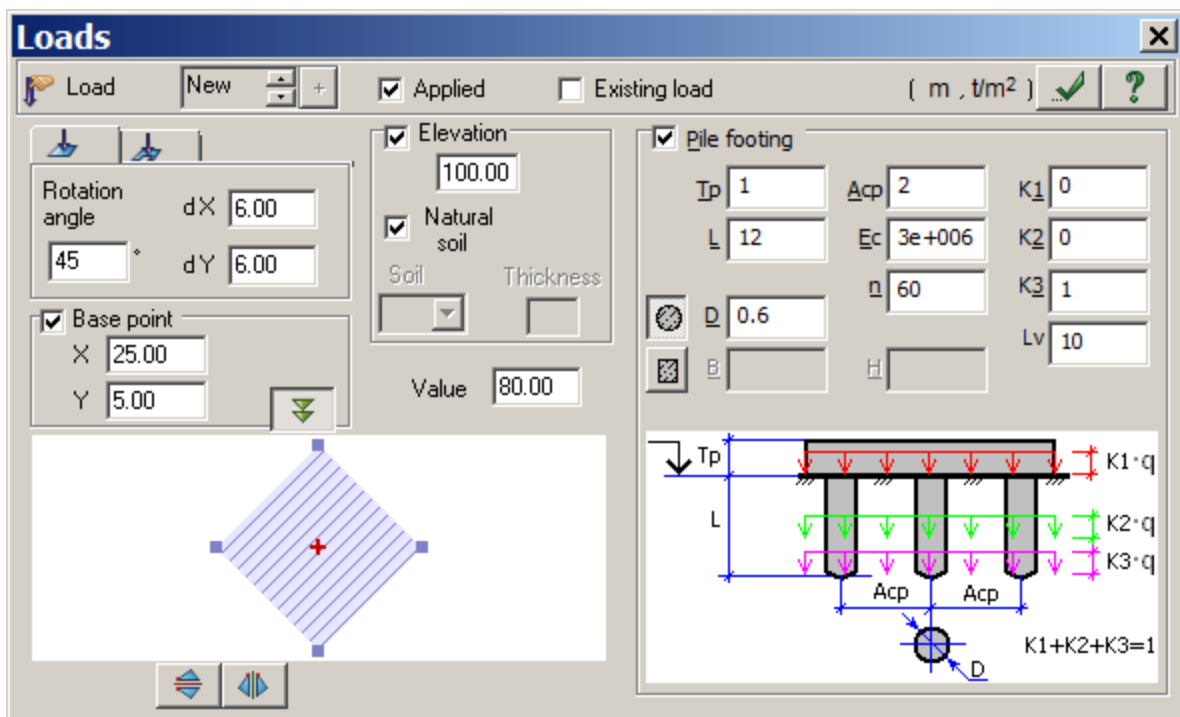 Loads
Load New + Applied Existing load ( m , t/m2 ) ?
Rotation angle
45 °
dX 6.00
dY 6.00
Base point
X 25.00
Y 5.00
Elevation
100.00
Natural soil
Soil Thickness
Value 80.00
Pile footing
Tp 1 Acp 2 K1 0
L 12 Ec 3e+006 K2 0
n 60 K3 1
D 0.6 Lv 10
B H
Tp K1·q
L K2·q
K3·q
Acp Acp
K1+K2+K3=1
D